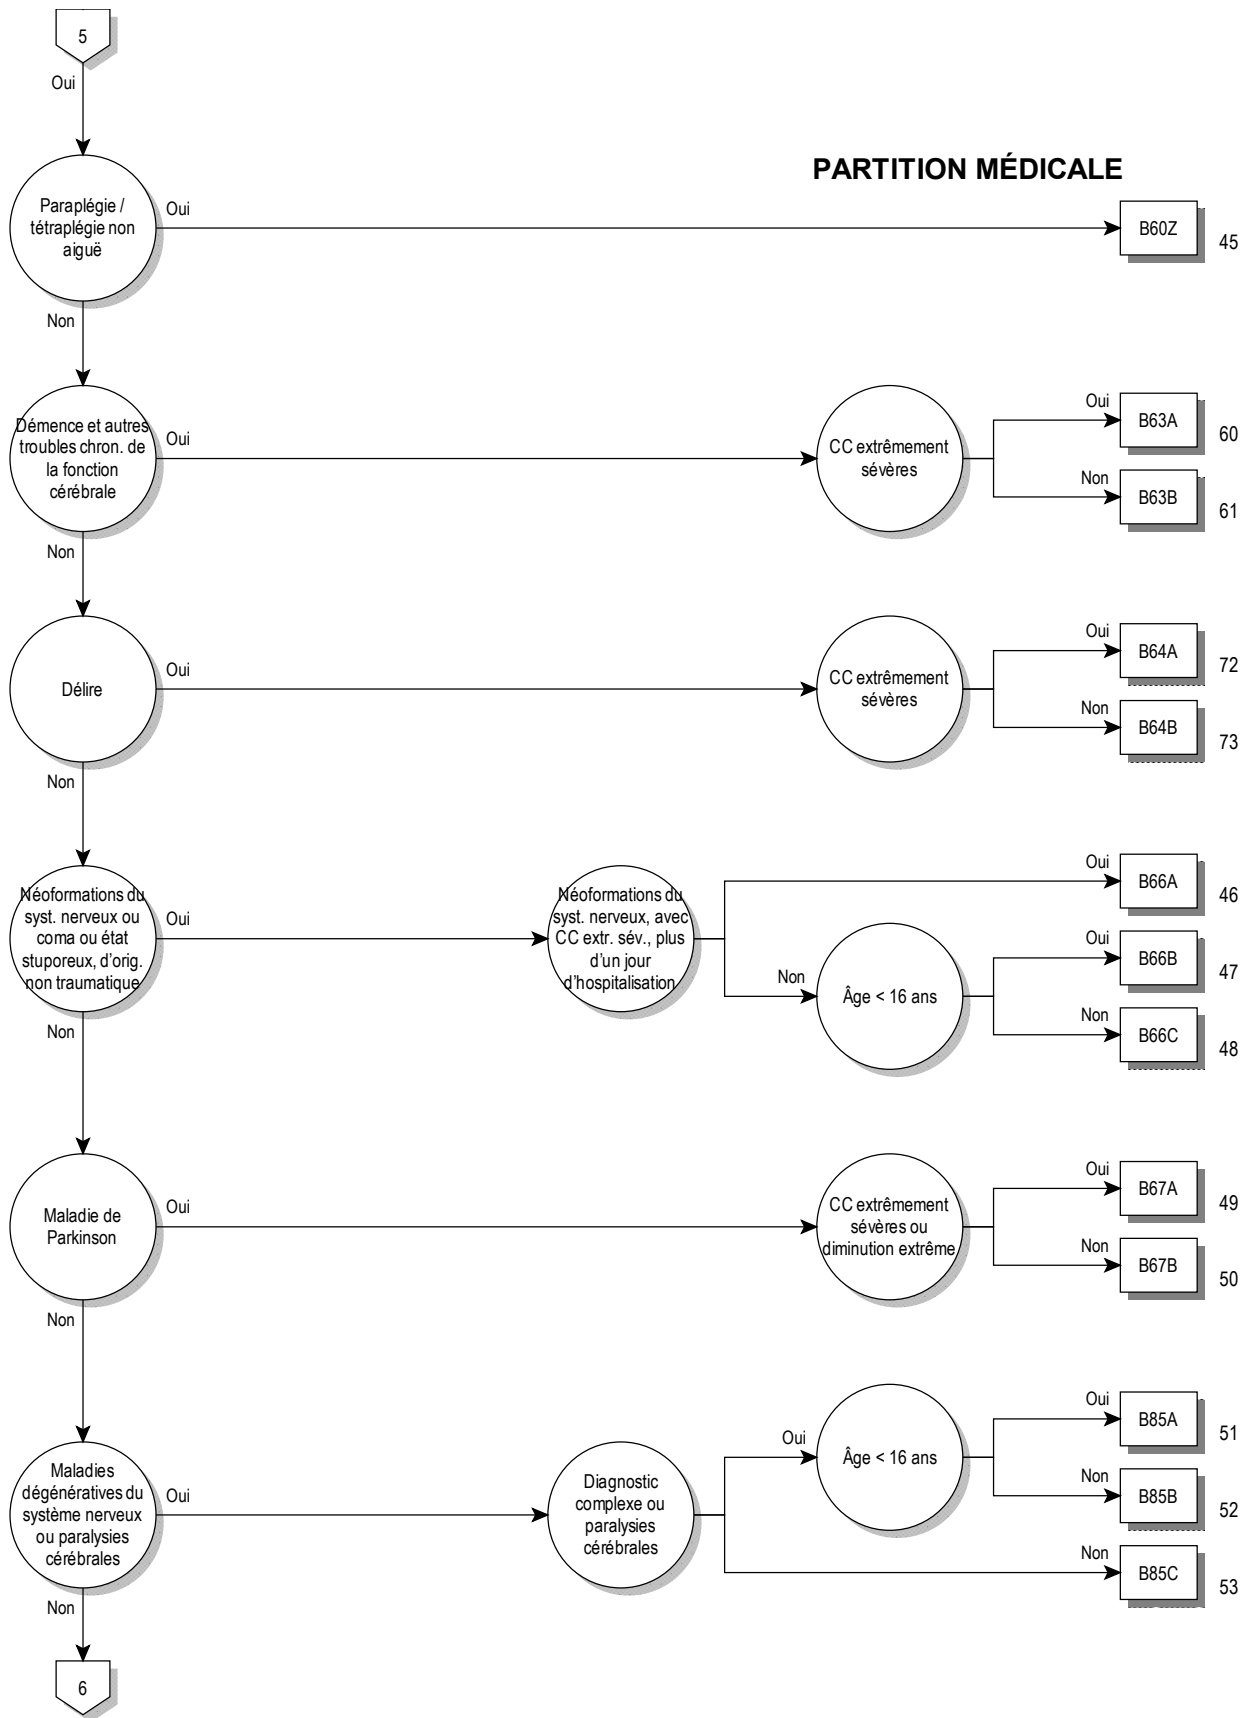 5
Oui
PARTITION MÉDICALE
Paraplégie /
tétraplégie non
aiguë
Oui
B60Z
45
Non
Démence et autres
troubles chron. de
la fonction
cérébrale
Oui
CC extrêmement
sévères
Oui
B63A
60
Non
B63B
61
Non
Délire
Oui
CC extrêmement
sévères
Oui
B64A
72
Non
B64B
73
Non
Néoformations du
syst. nerveux ou
coma ou état
stuporeux, d'orig.
non traumatique
Oui
Néoformations du
syst. nerveux, avec
CC extr. sév., plus
d'un jour
d'hospitalisation
Oui
B66A
46
Non
Âge < 16 ans
Oui
B66B
47
Non
B66C
48
Non
Maladie de
Parkinson
Oui
CC extrêmement
sévères ou
diminution extrême
Oui
B67A
49
Non
B67B
50
Non
Maladies
dégénératives du
système nerveux
ou paralysies
cérébrales
Oui
Diagnostic
complexe ou
paralysies
cérébrales
Oui
Âge < 16 ans
Oui
B85A
51
Non
B85B
52
Non
B85C
53
Non
6